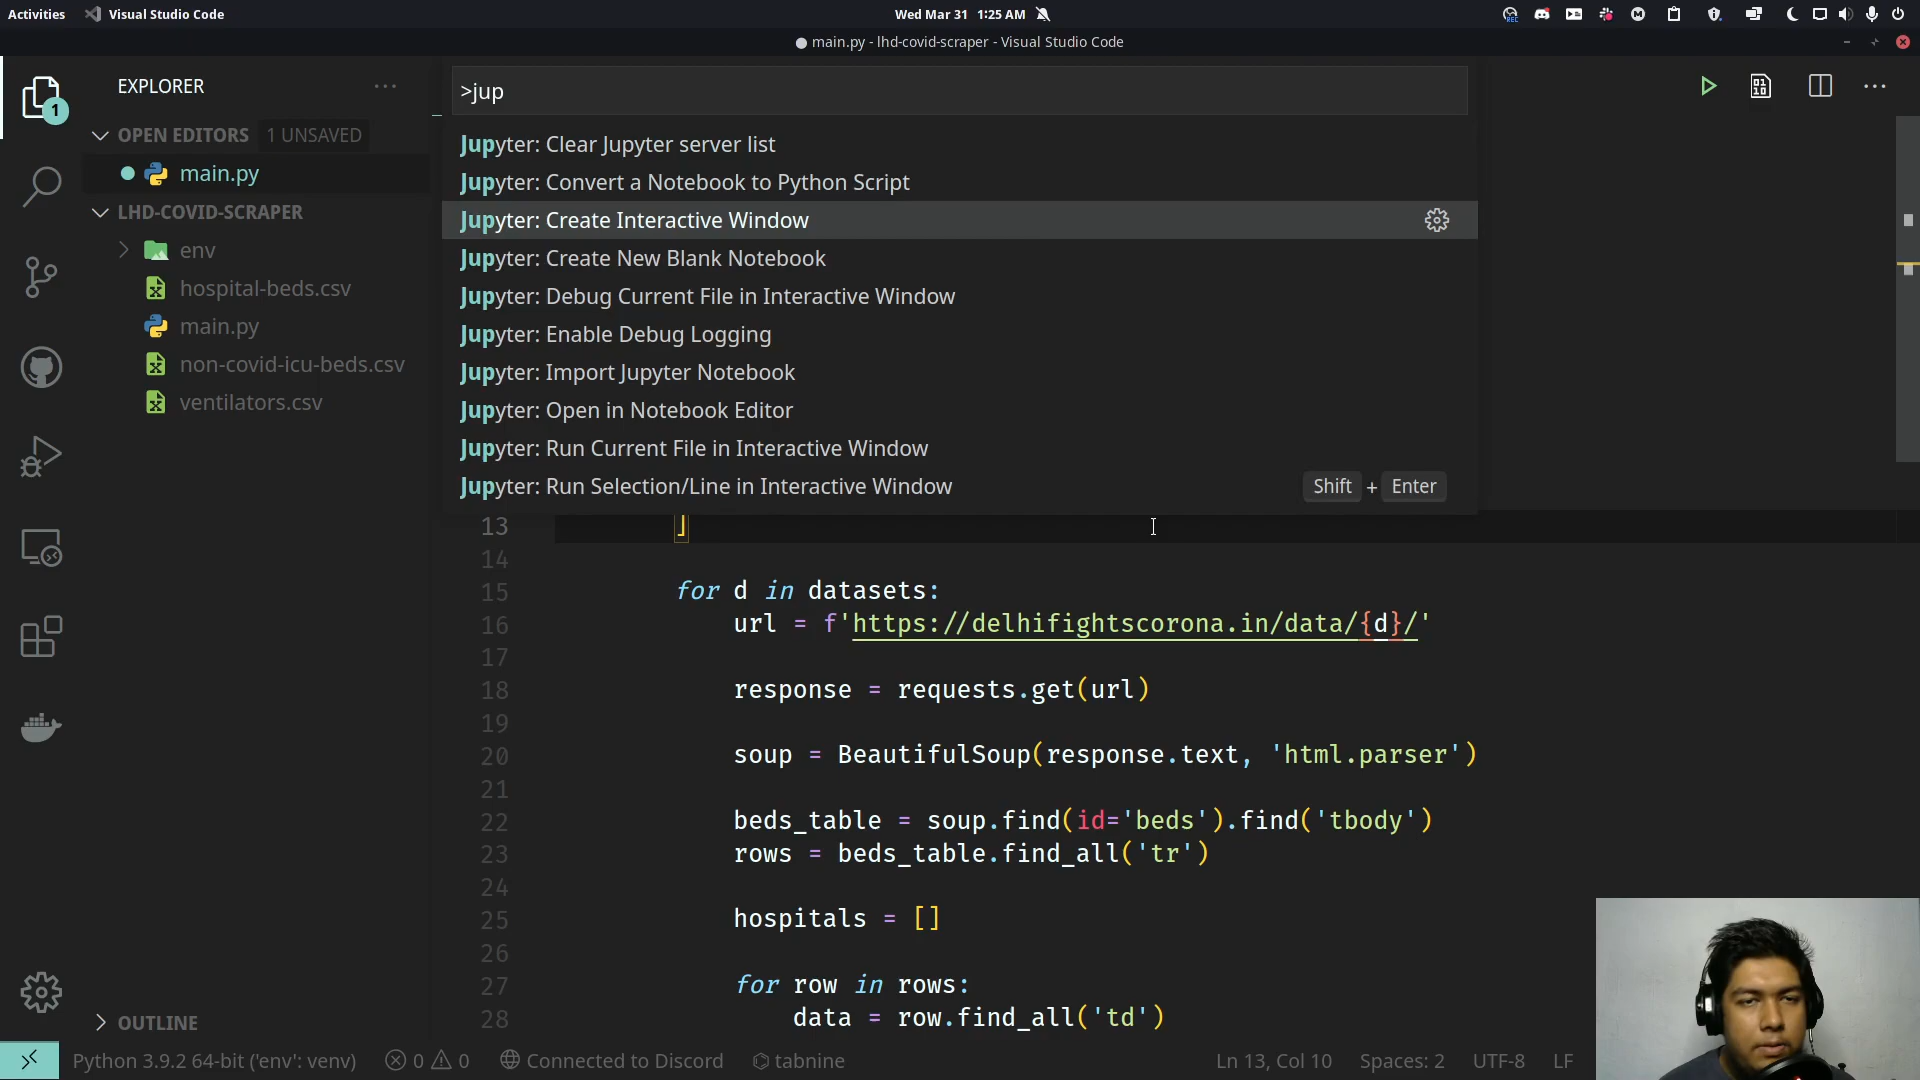 Activities
Visual Studio Code
Wed Mar 31 1:25 AM
REC
main.py - lhd-covid-scraper - Visual Studio Code
1
EXPLORER
OPEN EDITORS
1 UNSAVED
main.py
LHD-COVID-SCRAPER
env
hospital-beds.csv
main.py
non-covid-icu-beds.csv
ventilators.csv
OUTLINE
>jup
Jupyter: Clear Jupyter server list
Jupyter: Convert a Notebook to Python Script
Jupyter: Create Interactive Window
Jupyter: Create New Blank Notebook
Jupyter: Debug Current File in Interactive Window
Jupyter: Enable Debug Logging
Jupyter: Import Jupyter Notebook
Jupyter: Open in Notebook Editor
Jupyter: Run Current File in Interactive Window
Jupyter: Run Selection/Line in Interactive Window Shift + Enter
13 ]
14
15 for d in datasets:
16 url = f'https://delhifightscorona.in/data/{d}/'
17
18 response = requests.get(url)
19
20 soup = BeautifulSoup(response.text, 'html.parser')
21
22 beds_table = soup.find(id='beds').find('tbody')
23 rows = beds_table.find_all('tr')
24
25 hospitals = []
26
27 for row in rows:
28 data = row.find_all('td')
Python 3.9.2 64-bit ('env': venv)
0
0
Connected to Discord
tabnine
Ln 13, Col 10
Spaces: 2
UTF-8
LF